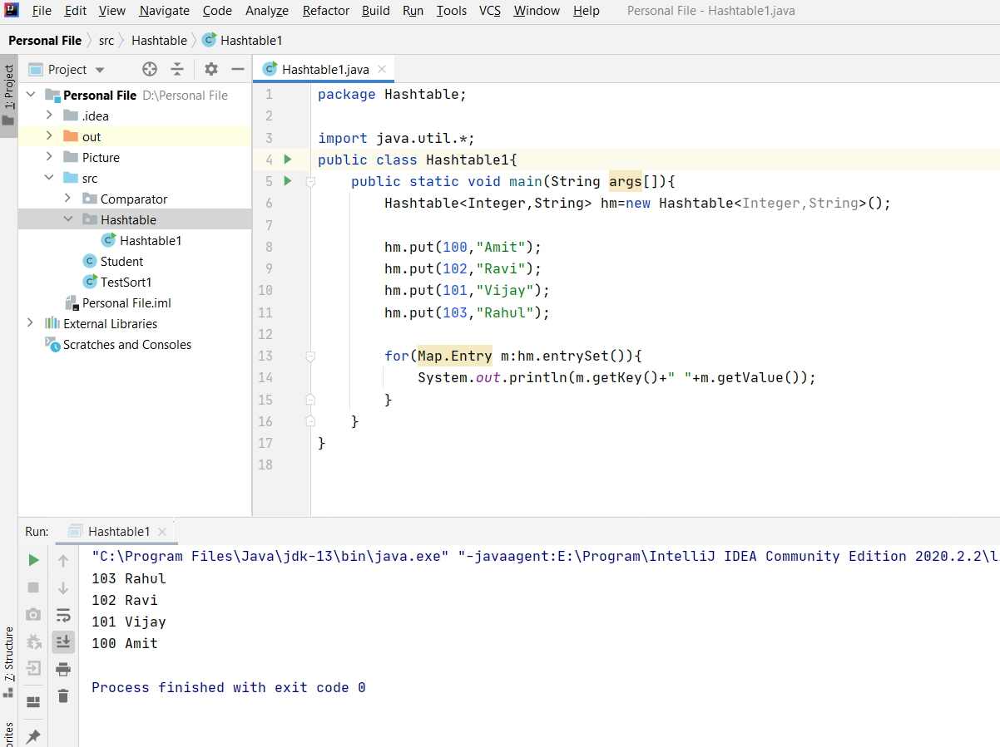 File Edit View Navigate Code Analyze Refactor Build Run Tools VCS Window Help Personal File - Hashtable1.java
Personal File src Hashtable Hashtable1
1: Project
Project
Personal File D:\Personal File
.idea
out
Picture
src
Comparator
Hashtable
Hashtable1
Student
TestSort1
Personal File.iml
External Libraries
Scratches and Consoles
Hashtable1.java
1 package Hashtable;
2
3 import java.util.*;
4 public class Hashtable1{
5 public static void main(String args[]){
6 Hashtable<Integer,String> hm=new Hashtable<Integer,String>();
7
8 hm.put(100,"Amit");
9 hm.put(102,"Ravi");
10 hm.put(101,"Vijay");
11 hm.put(103,"Rahul");
12
13 for(Map.Entry m:hm.entrySet()){
14 System.out.println(m.getKey()+" "+m.getValue());
15 }
16 }
17 }
18
Run: Hashtable1
"C:\Program Files\Java\jdk-13\bin\java.exe" "-javaagent:E:\Program\IntelliJ IDEA Community Edition 2020.2.2\l
103 Rahul
102 Ravi
101 Vijay
100 Amit
Process finished with exit code 0
7: Structure